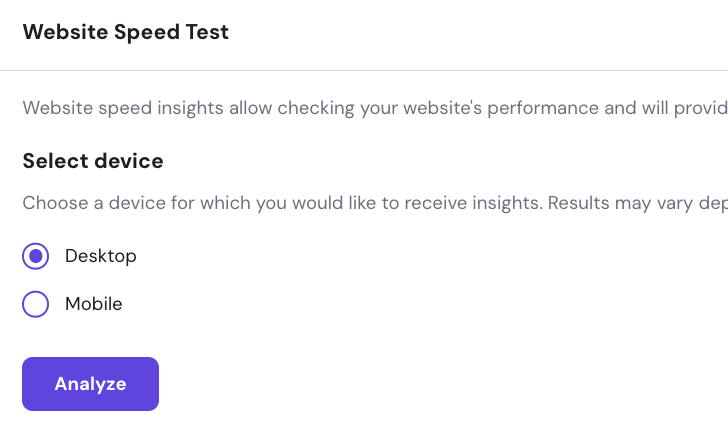 Website Speed Test
Website speed insights allow checking your website's performance and will provid
Select device
Choose a device for which you would like to receive insights. Results may vary dep
Desktop
Mobile
Analyze